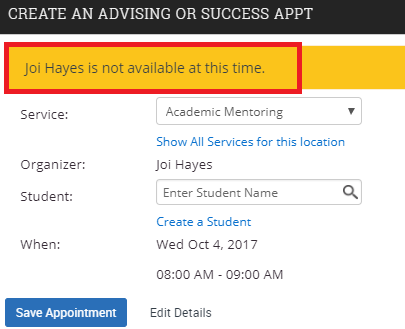 CREATE AN ADVISING OR SUCCESS APPT
Joi Hayes is not available at this time.
Service: Academic Mentoring
Show All Services for this location
Organizer: Joi Hayes
Student: Enter Student Name
Create a Student
When: Wed Oct 4, 2017
08:00 AM - 09:00 AM
Save Appointment Edit Details